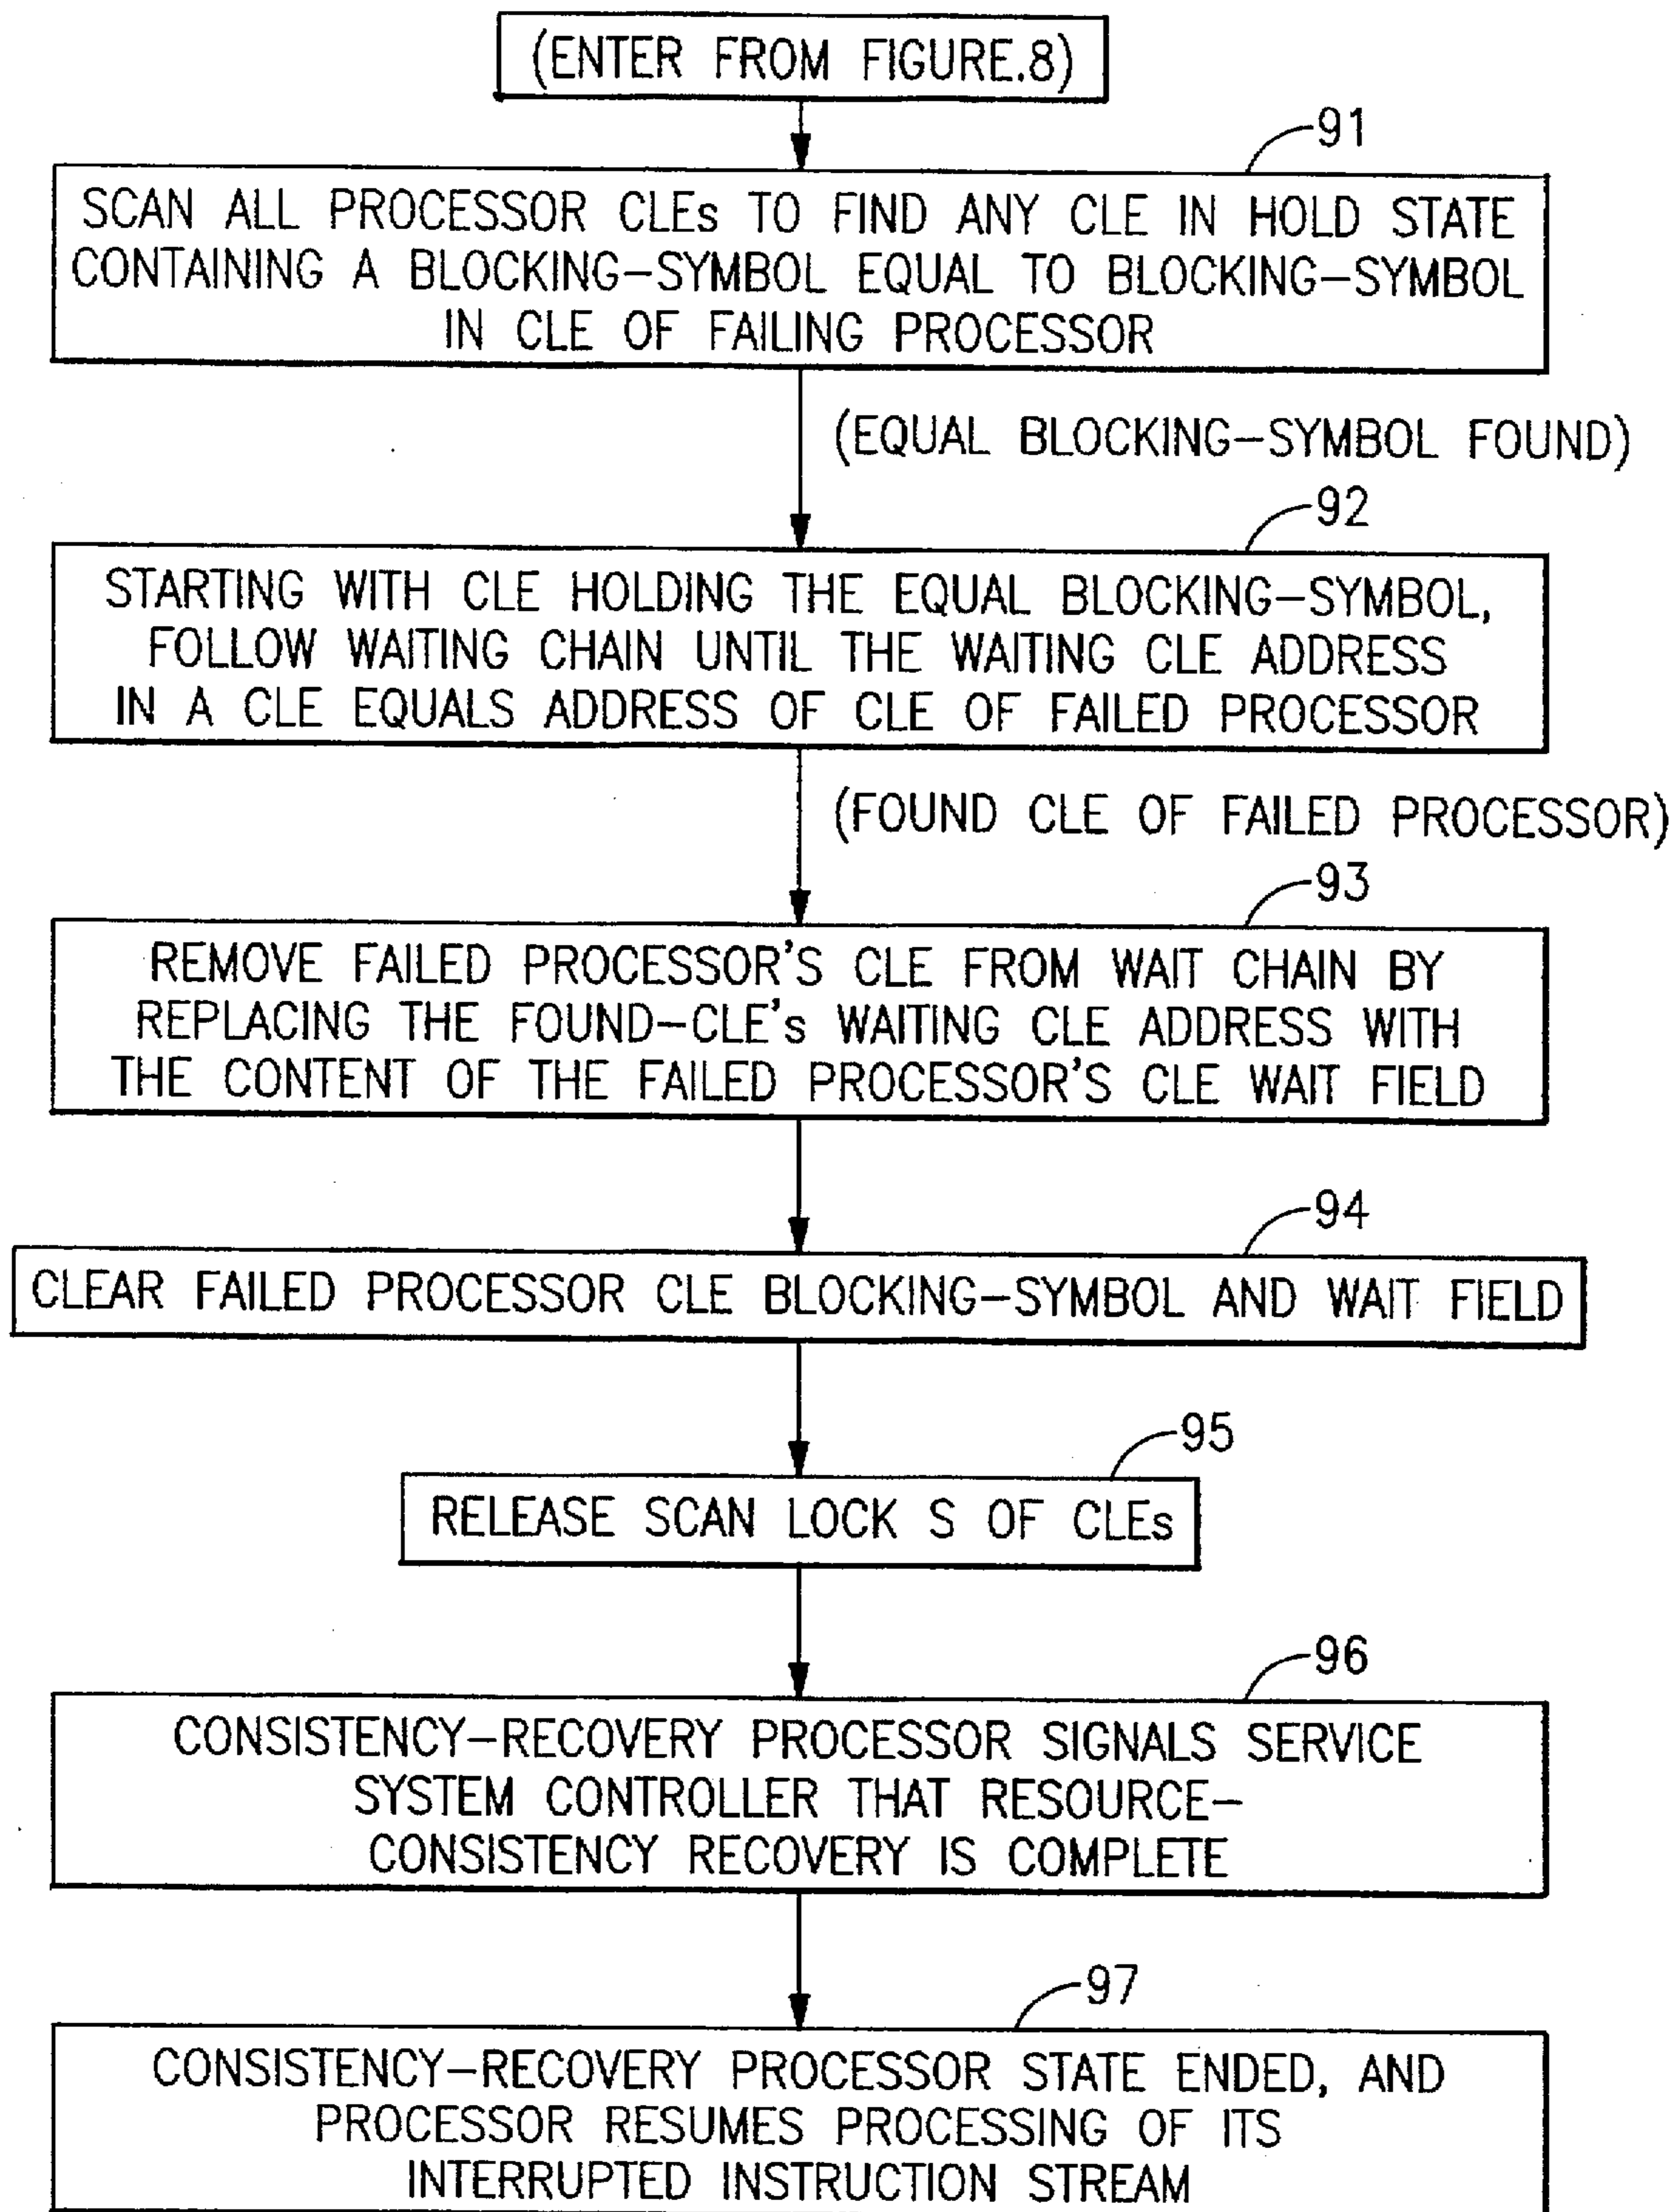 (ENTER FROM FIGURE.8)
91
SCAN ALL PROCESSOR CLEs TO FIND ANY CLE IN HOLD STATE
CONTAINING A BLOCKING-SYMBOL EQUAL TO BLOCKING-SYMBOL
IN CLE OF FAILING PROCESSOR
(EQUAL BLOCKING-SYMBOL FOUND)
92
STARTING WITH CLE HOLDING THE EQUAL BLOCKING-SYMBOL,
FOLLOW WAITING CHAIN UNTIL THE WAITING CLE ADDRESS
IN A CLE EQUALS ADDRESS OF CLE OF FAILED PROCESSOR
(FOUND CLE OF FAILED PROCESSOR)
93
REMOVE FAILED PROCESSOR'S CLE FROM WAIT CHAIN BY
REPLACING THE FOUND-CLE's WAITING CLE ADDRESS WITH
THE CONTENT OF THE FAILED PROCESSOR'S CLE WAIT FIELD
94
CLEAR FAILED PROCESSOR CLE BLOCKING-SYMBOL AND WAIT FIELD
95
RELEASE SCAN LOCK S OF CLEs
96
CONSISTENCY-RECOVERY PROCESSOR SIGNALS SERVICE
SYSTEM CONTROLLER THAT RESOURCE-
CONSISTENCY RECOVERY IS COMPLETE
97
CONSISTENCY-RECOVERY PROCESSOR STATE ENDED, AND
PROCESSOR RESUMES PROCESSING OF ITS
INTERRUPTED INSTRUCTION STREAM